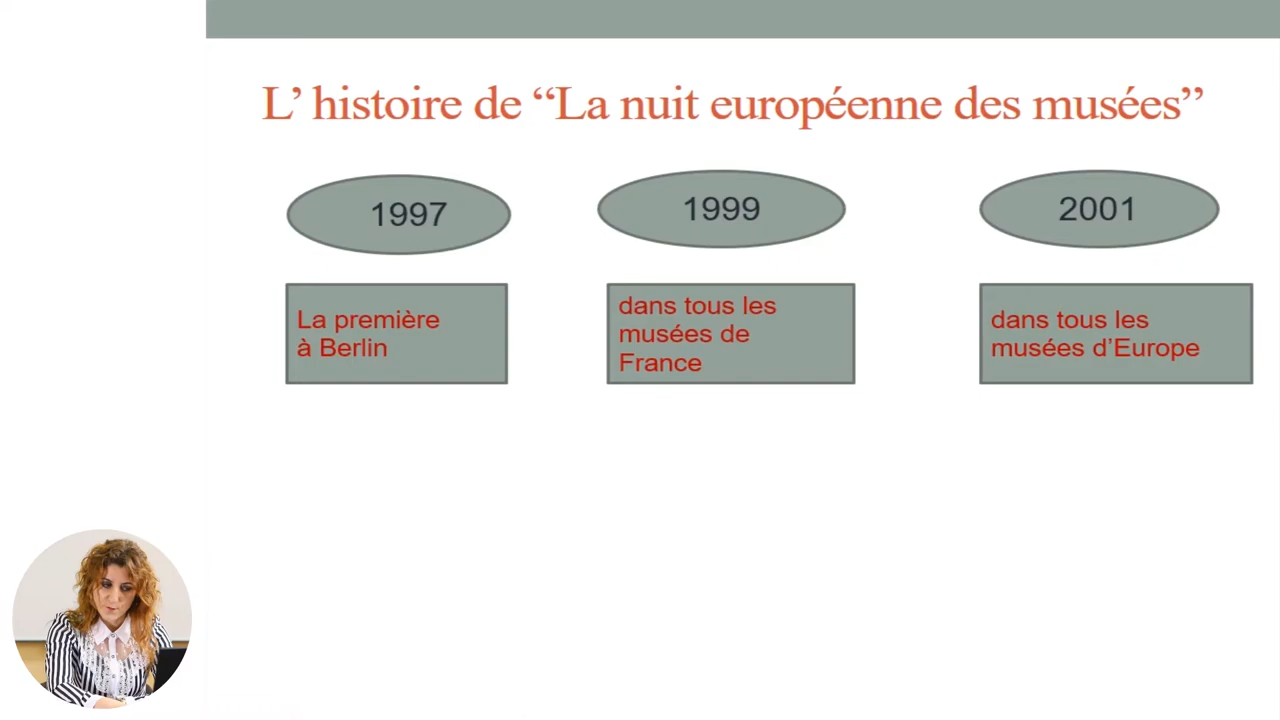 L’ histoire de “La nuit européenne des musées”
1997
1999
2001
La première
à Berlin
dans tous les
musées de
France
dans tous les
musées d’Europe